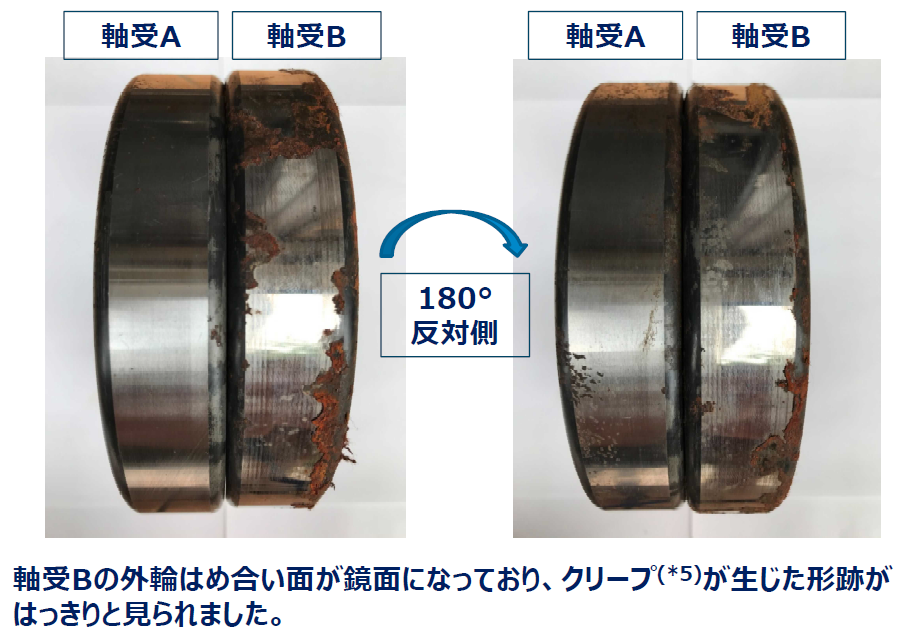 軸受A
軸受B
軸受A
軸受B
180°
反対側
軸受Bの外輪はめ合い面が鏡面になっており、クリープ(*5)が生じた形跡が
はっきりと見られました。